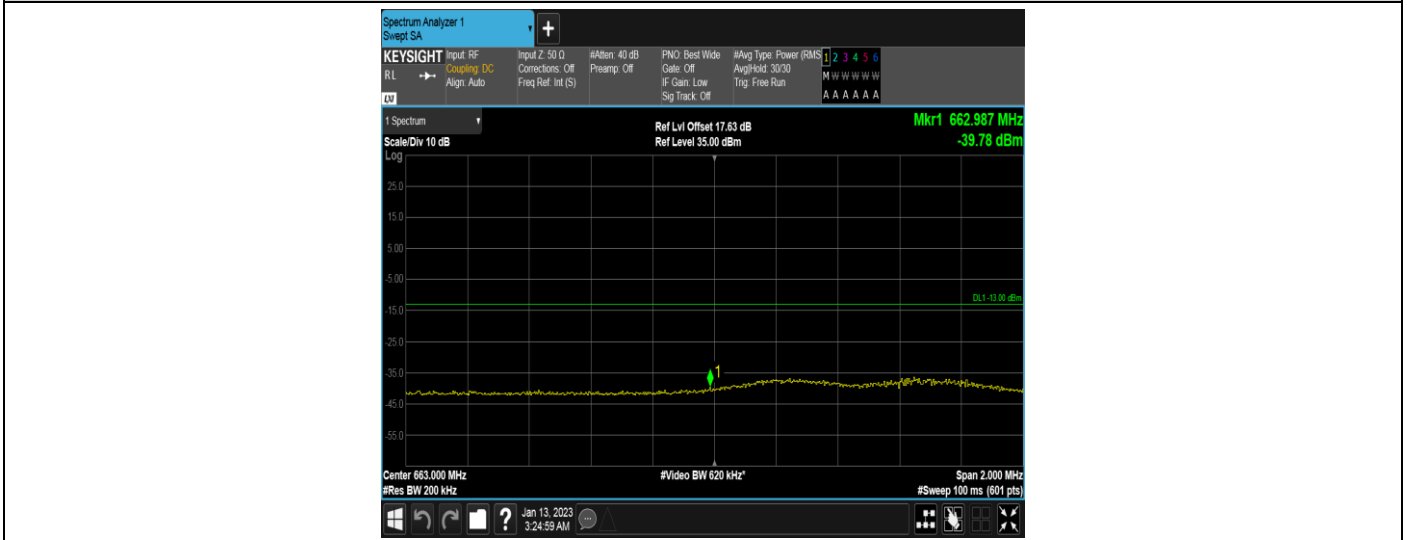 Spectrum Analyzer 1
Swept SA
+
KEYSIGHT
RL
LXI
Input: RF
Coupling: DC
Align: Auto
Input Z: 50 Ω
Corrections: Off
Freq Ref: Int (S)
#Atten: 40 dB
Preamp: Off
PNO: Best Wide
Gate: Off
IF Gain: Low
Sig Track: Off
#Avg Type: Power (RMS
Avg|Hold: 30/30
Trig: Free Run
1 2 3 4 5 6
M W W W W W
A A A A A A
1 Spectrum
Scale/Div 10 dB
Log
Ref Lvl Offset 17.63 dB
Ref Level 35.00 dBm
Mkr1 662.987 MHz
-39.78 dBm
25.0
15.0
5.00
-5.00
DL1 -13.00 dBm
-15.0
-25.0
-35.0
1
-45.0
-55.0
Center 663.000 MHz
#Res BW 200 kHz
#Video BW 620 kHz*
Span 2.000 MHz
#Sweep 100 ms (601 pts)
?
Jan 13, 2023
3:24:59 AM